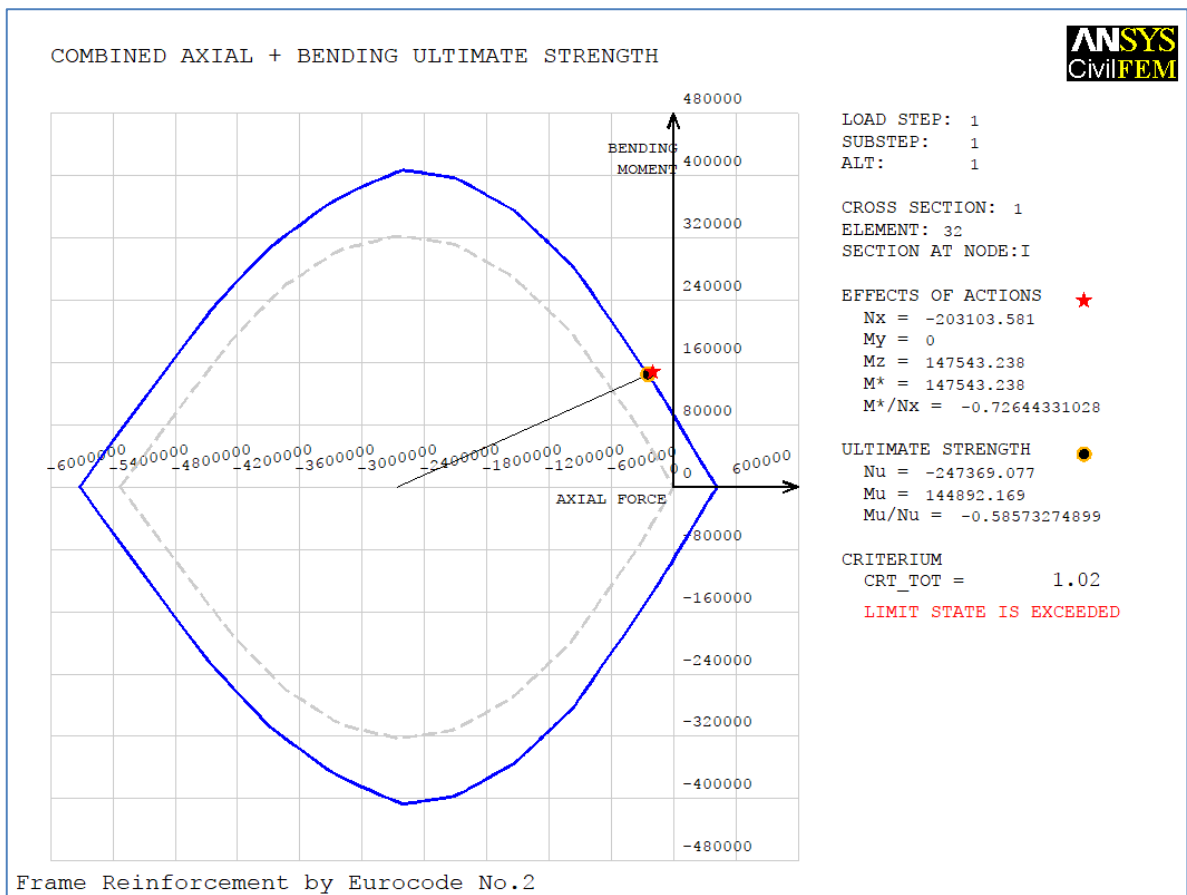 COMBINED AXIAL + BENDING ULTIMATE STRENGTH
ANSYS
CivilFEM
480000
BENDING
MOMENT
400000
320000
240000
160000
80000
0
-80000
-160000
-240000
-320000
-400000
-480000
-6000000
-5400000
-4800000
-4200000
-3600000
-3000000
-2400000
-1800000
-1200000
-600000
0
600000
AXIAL FORCE
LOAD STEP: 1
SUBSTEP: 1
ALT: 1
CROSS SECTION: 1
ELEMENT: 32
SECTION AT NODE:I
EFFECTS OF ACTIONS
Nx = -203103.581
My = 0
Mz = 147543.238
M* = 147543.238
M*/Nx = -0.72644331028
ULTIMATE STRENGTH
Nu = -247369.077
Mu = 144892.169
Mu/Nu = -0.58573274899
CRITERIUM
CRT_TOT = 1.02
LIMIT STATE IS EXCEEDED
Frame Reinforcement by Eurocode No.2